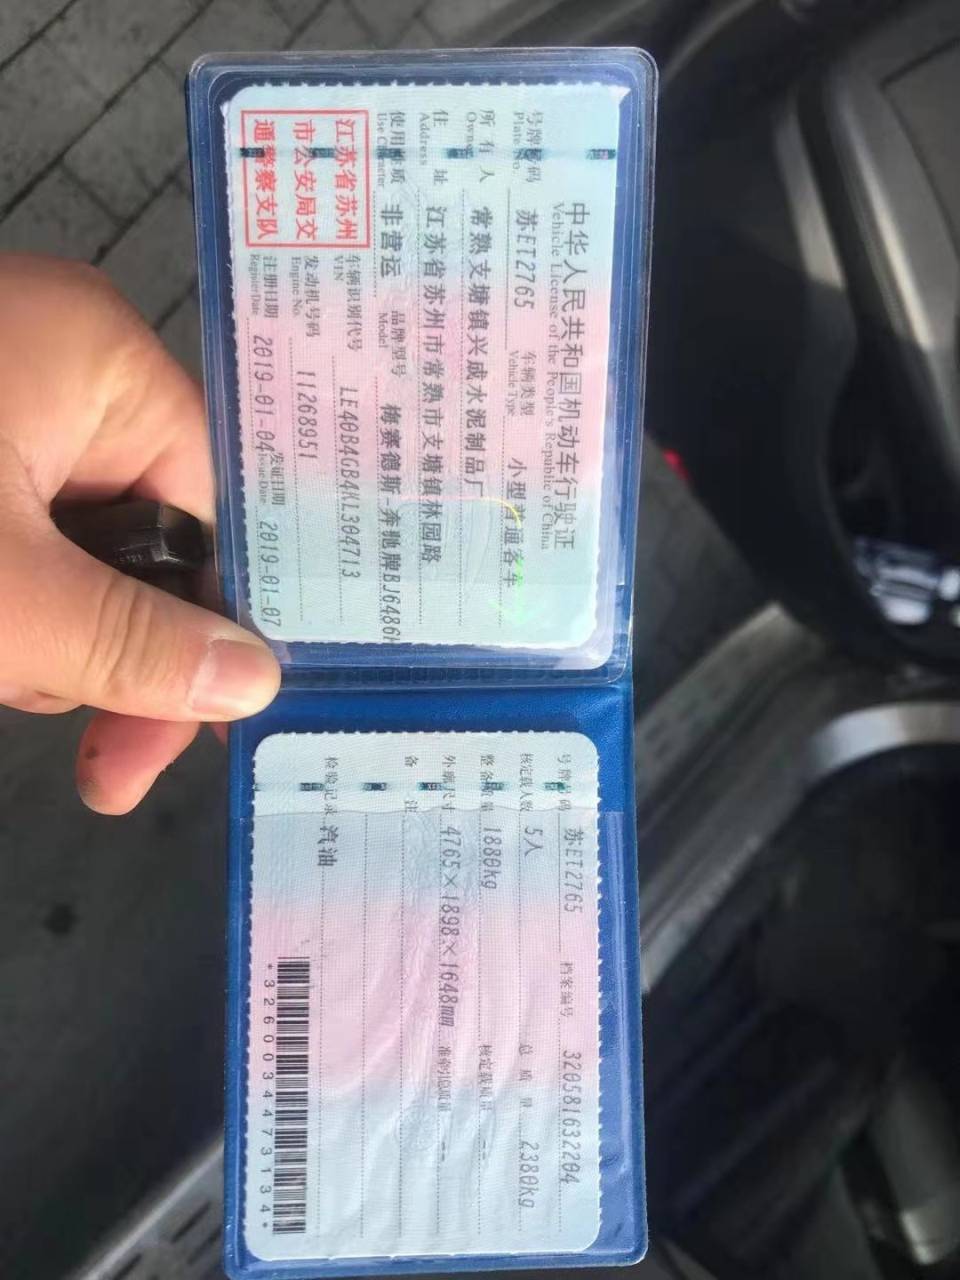 中华人民共和国机动车行驶证
Vehicle License of the People's Republic of China
号牌号码 苏ET2765 车辆类型 小型普通客车
Plate No. Vehicle Type
所有人 常熟支塘镇兴成水泥制品厂
Owner
住址 江苏省苏州市常熟市支塘镇林园路
Address
使用性质 非营运 品牌型号 梅赛德斯-奔驰牌BJ6486
Use Character Model
江苏省苏州
市公安局交
通警察支队
车辆识别代号 LE40B4GB4KL304713
VIN
发动机号码 11268951
Engine No.
注册日期 2019-01-04 发证日期 2019-01-07
Register Date Issue Date
号牌号码 苏ET2765 档案编号 320581632204
核定载人数 5人 总质量 2380kg
整备质量 1880kg 核定载质量 --
外廓尺寸 4765×1898×1648mm 准牵引总质量 --
备注
检验记录 汽油
*3260034473134*